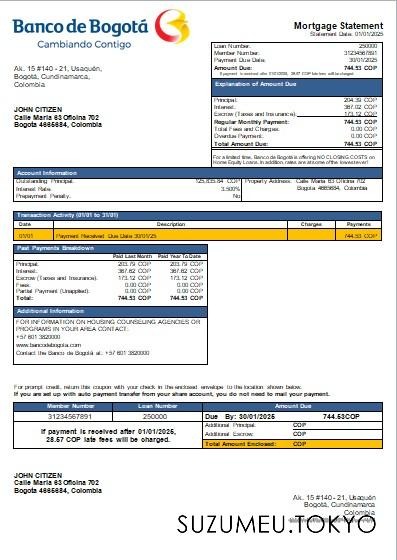 Banco de Bogotá
Cambiando Contigo
Mortgage Statement
Statement Date: 01/01/2025
Loan Number: 250000
Member Number: 31234567891
Payment Due Date: 30/01/2025
Amount Due: 744.53 COP
If payment is received after 01/01/2025, 28.57 COP late fees will be charged.
Ak. 15 #140 - 21, Usaquén,
Bogotá, Cundinamarca,
Colombia
Explanation of Amount Due
Principal: 204.39 COP
Interest: 367.02 COP
Escrow (Taxes and Insurance): 173.12 COP
Regular Monthly Payment: 744.53 COP
Total Fees and Charges: 0.00 COP
Overdue Payment: 0.00 COP
Total: 744.53 COP
JOHN CITIZEN
Calle Maria 63 Ofloina 702
Bogota 4665684, Colombia
For a limited time, Banco de Bogotá is offering NO CLOSING COSTS on
Home Equity Loans. In addition, rates are at some of the lowest ever!
Account Information
Outstanding Principal: 125,835.84 COP
Interest Rate: 3.500%
Prepayment Penalty: No
Property Address: Calle Maria 63 Oficina 702
Bogota 4665684, Colombia
Transaction Activity (01/01 to 31/01)
Date Description Charges Payments
01/01 Payment Received Due Date 30/01/25 744.53 COP
Past Payments Breakdown
Paid Last Month Paid Year To Date
Principal: 203.79 COP 203.79 COP
Interest: 367.62 COP 367.62 COP
Escrow (Taxes and Insurance): 173.12 COP 173.12 COP
Fees: 0.00 COP 0.00 COP
Partial Payment (Unapplied): 0.00 COP 0.00 COP
Total: 744.53 COP 744.53 COP
Additional Information
FOR INFORMATION ON HOUSING COUNSELING AGENCIES OR
PROGRAMS IN YOUR AREA CONTACT:
+57 601 3820000
www.bancodebogota.com
Contact the Banco de Bogotá at: +57 601 3820000
For prompt credit, return this coupon with your check in the enclosed envelope to the location shown below.
If you are set up with auto payment transfer from your share account, you do not need to mail your payment.
Member Number Loan Number Amount Due
31234567891 250000 Due By: 30/01/2025 744.53COP
If payment is received after 01/01/2025,
28.57 COP late fees will be charged.
Additional Principal: COP
Additional Escrow: COP
Total Amount Enclosed: COP
JOHN CITIZEN
Calle Maria 63 Ofloina 702
Bogota 4665684, Colombia
Ak. 15 #140 - 21, Usaquén
Bogotá, Cundinamarca
Colombia
SUZUMEU.TOKYO